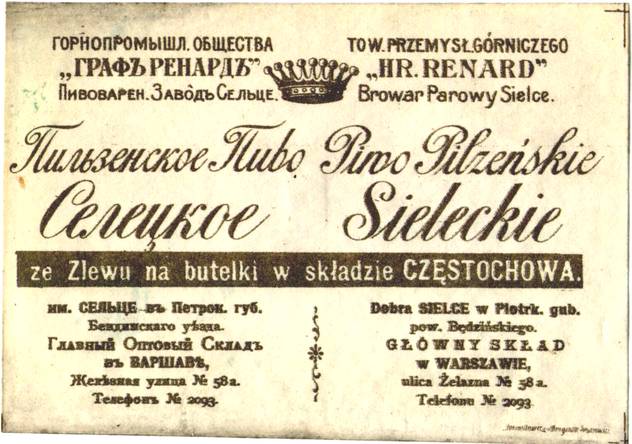 ГОРНОПРОМЫШЛ. ОБЩЕСТВА
„ГРАФЪ РЕНАРДЪ"
ПИВОВАРЕН. ЗАВОДЪ СЕЛЬЦЕ.
TOW. PRZEMYSŁ. GÓRNICZEGO
„HR. RENARD"
Browar Parowy Sielce.
Пильзенское Пиво
Селецкое
Piwo Pilzeńskie
Sieleckie
ze Zlewu na butelki w składzie CZĘSTOCHOWA.
им. СЕЛЬЦЕ въ Петрок. губ.
Бендинскаго уѣзда.
ГЛАВНЫЙ ОПТОВЫЙ СКЛАДЪ
въ ВАРШАВѢ,
Желѣзная улица № 58а.
Телефонъ № 2093.
Dobra SIELCE w Piotrk. gub.
pow. Będzińskiego.
GŁÓWNY SKŁAD
w WARSZAWIE,
ulica Żelazna № 58a.
Telefonu № 2093